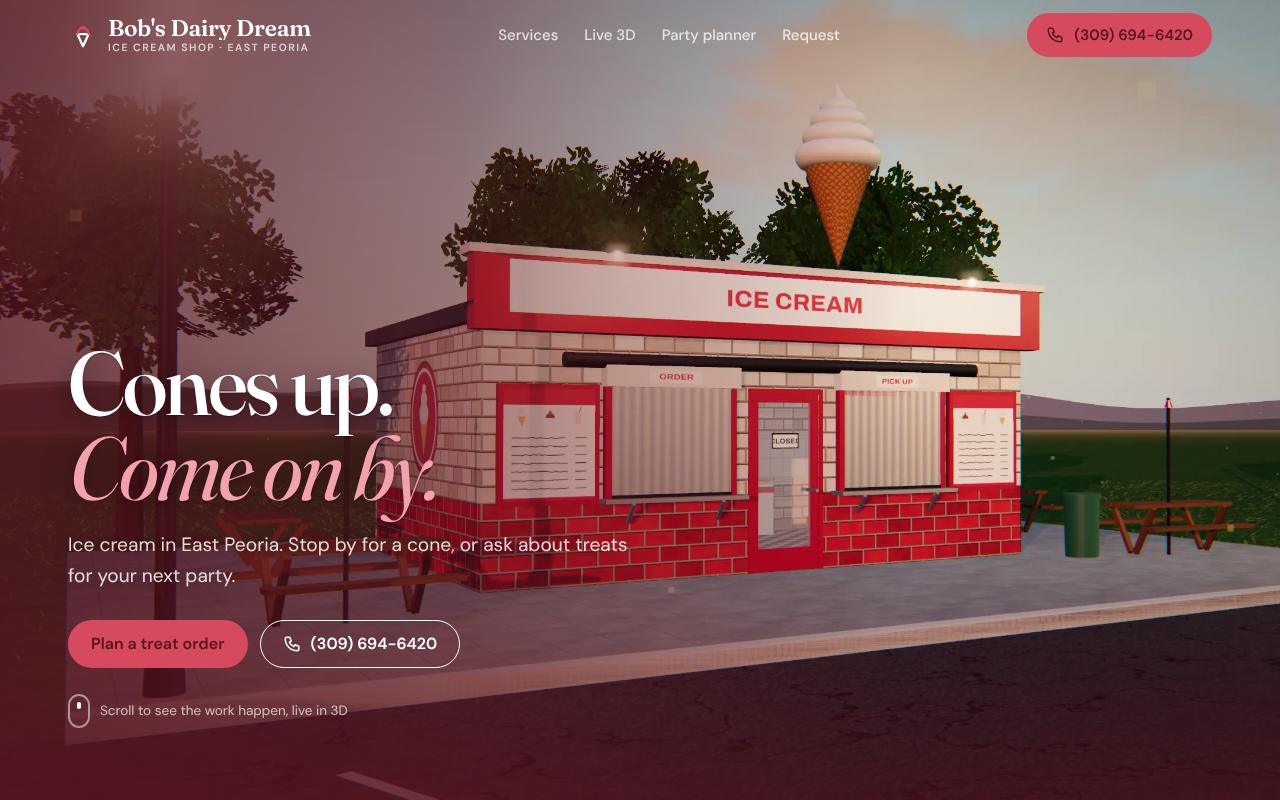 Bob's Dairy Dream
ICE CREAM SHOP · EAST PEORIA
Services
Live 3D
Party planner
Request
(309) 694-6420
ICE CREAM
ORDER
PICK UP
CLOSED
Cones up.
Come on by.
Ice cream in East Peoria. Stop by for a cone, or ask about treats
for your next party.
Plan a treat order
(309) 694-6420
Scroll to see the work happen, live in 3D